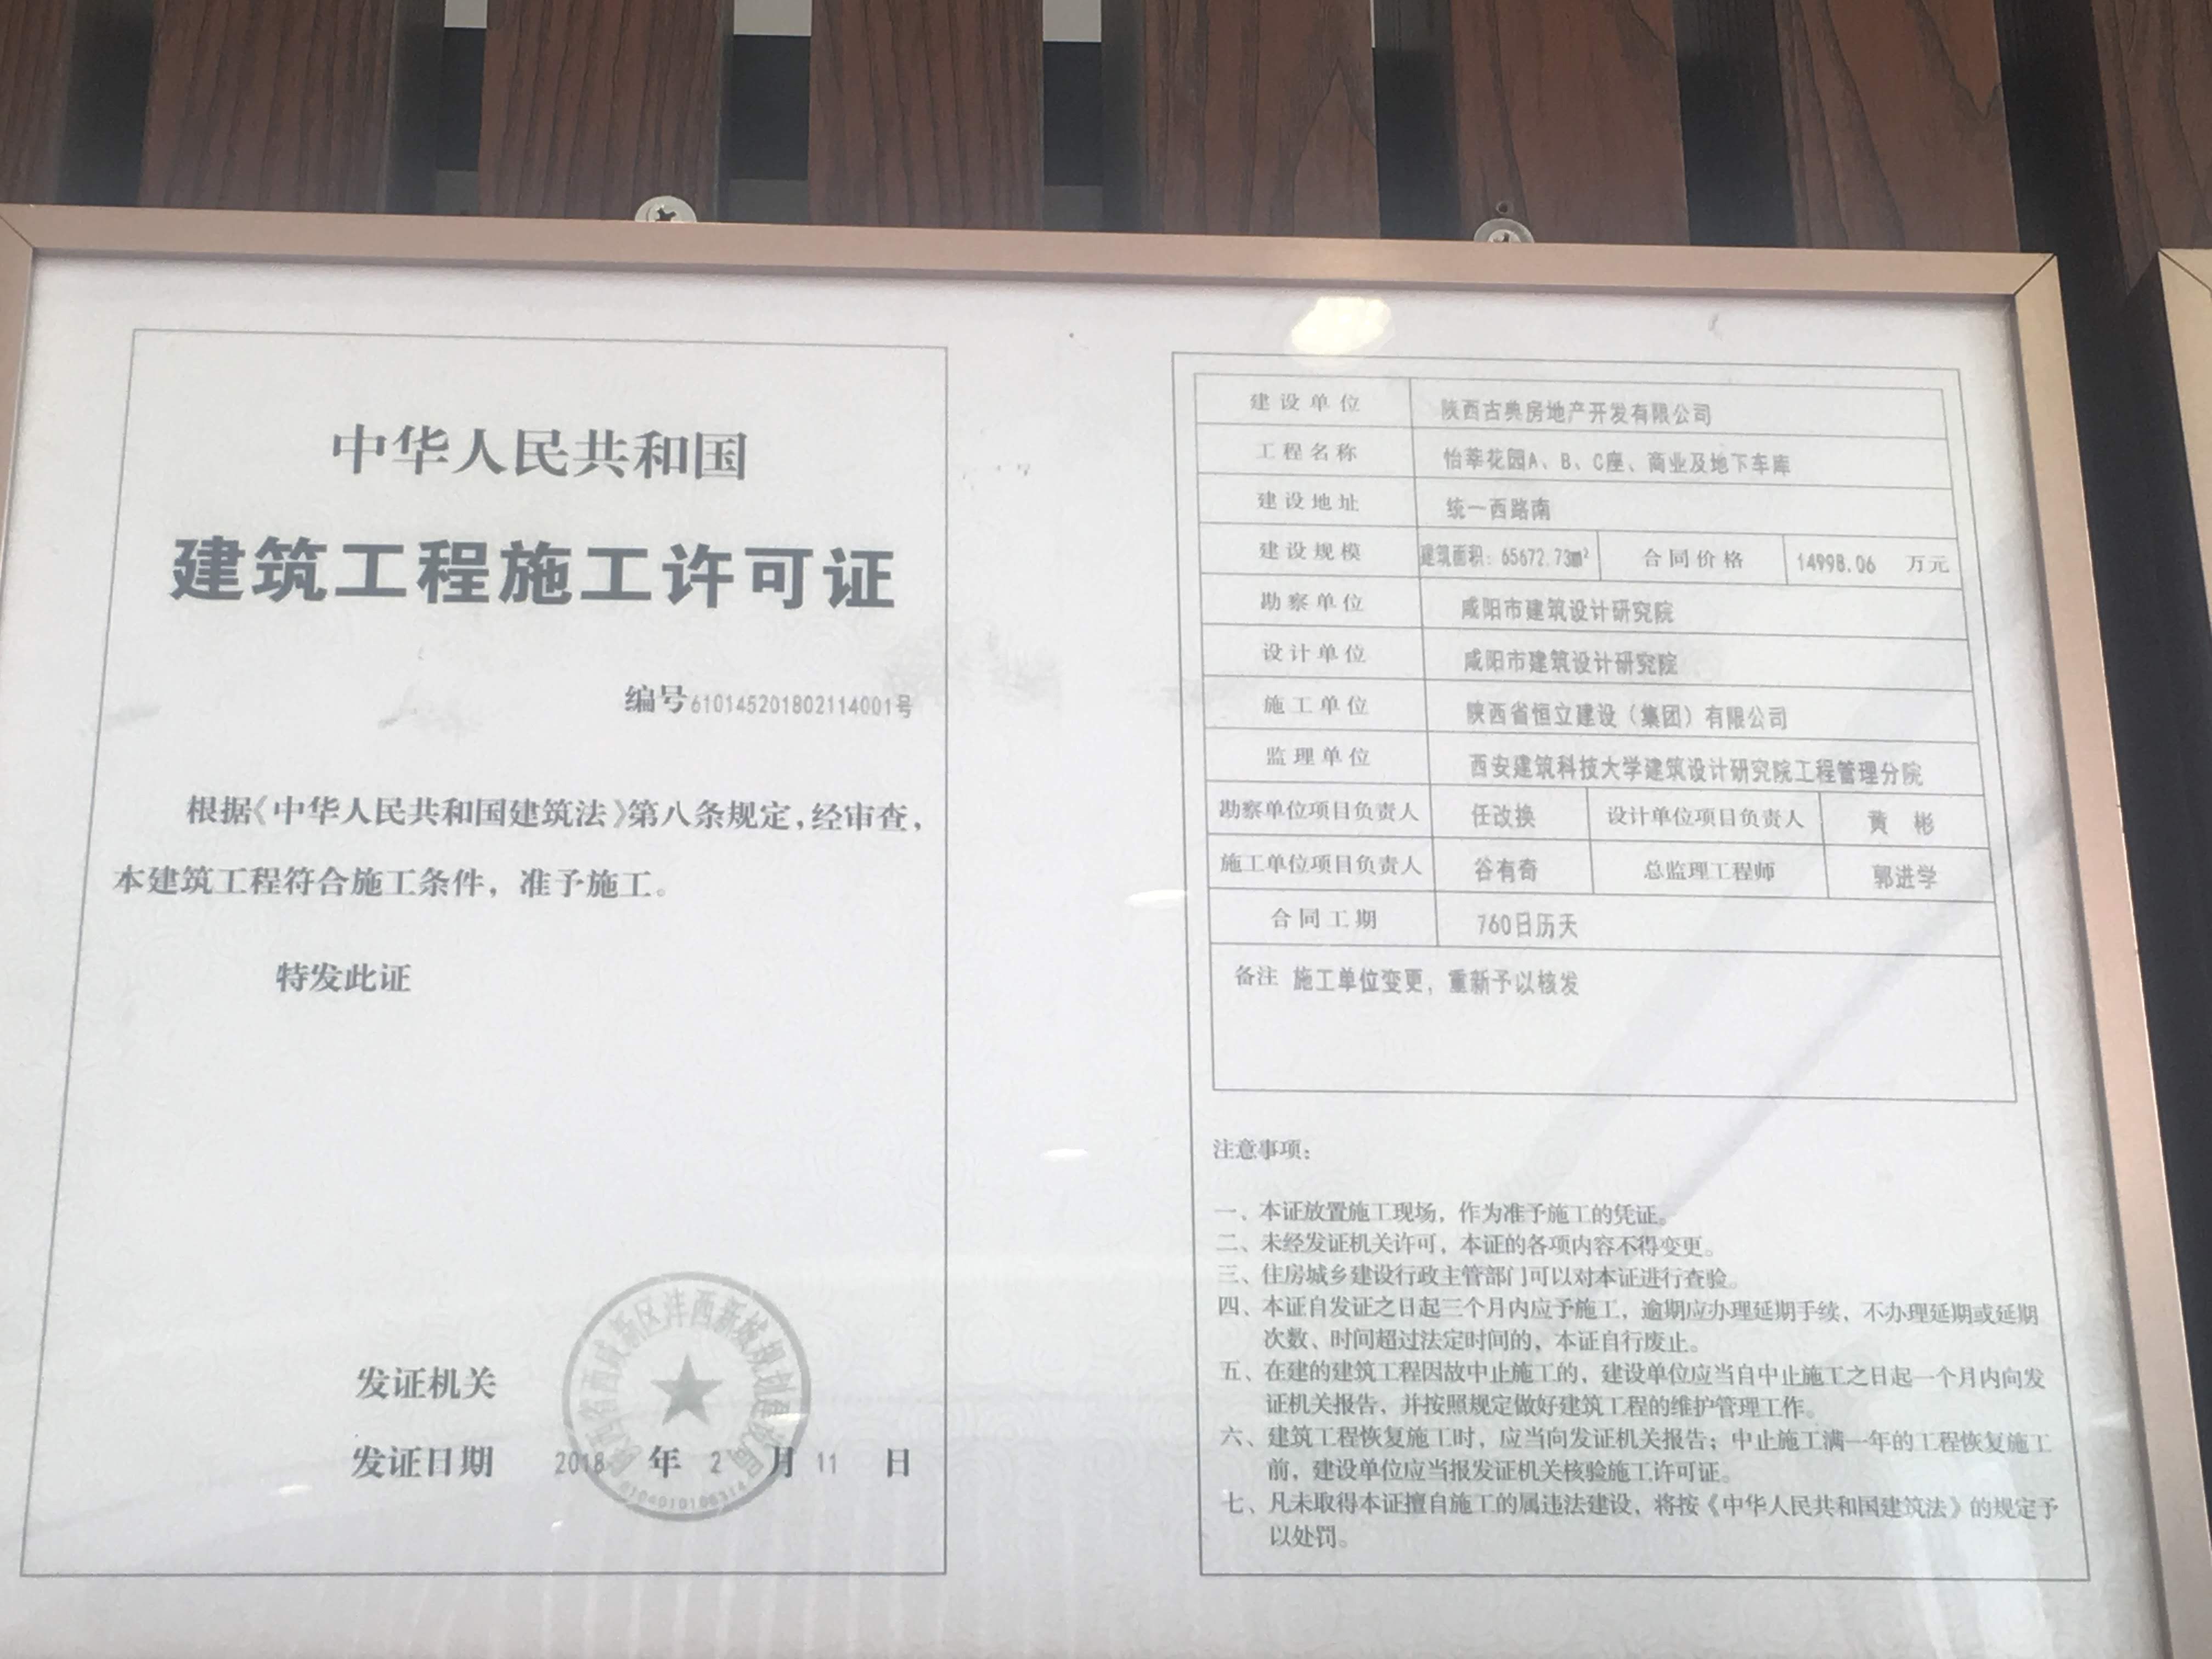 中华人民共和国
建筑工程施工许可证
编号610145201802114001号
根据《中华人民共和国建筑法》第八条规定,经审查,
本建筑工程符合施工条件,准予施工。
特发此证
发证机关
发证日期 2018 年 2 月 11 日
建设单位 陕西古典房地产开发有限公司
工程名称 怡莘花园A、B、C座、商业及地下车库
建设地址 统一西路南
建设规模 建筑面积:65672.73m² 合同价格 14998.06 万元
勘察单位 咸阳市建筑设计研究院
设计单位 咸阳市建筑设计研究院
施工单位 陕西省恒立建设(集团)有限公司
监理单位 西安建筑科技大学建筑设计研究院工程管理分院
勘察单位项目负责人 任改换 设计单位项目负责人 黄 彬
施工单位项目负责人 谷有奇 总监理工程师 郭进学
合同工期 760日历天
备注 施工单位变更,重新予以核发
注意事项:
一、本证放置施工现场,作为准予施工的凭证。
二、未经发证机关许可,本证的各项内容不得变更。
三、住房城乡建设行政主管部门可以对本证进行查验。
四、本证自发证之日起三个月内应予施工,逾期应办理延期手续,不办理延期或延期
次数、时间超过法定时间的,本证自行废止。
五、在建的建筑工程因故中止施工的,建设单位应当自中止施工之日起一个月内向发
证机关报告,并按照规定做好建筑工程的维护管理工作。
六、建筑工程恢复施工时,应当向发证机关报告;中止施工满一年的工程恢复施工
前,建设单位应当报发证机关核验施工许可证。
七、凡未取得本证擅自施工的属违法建设,将按《中华人民共和国建筑法》的规定予
以处罚。